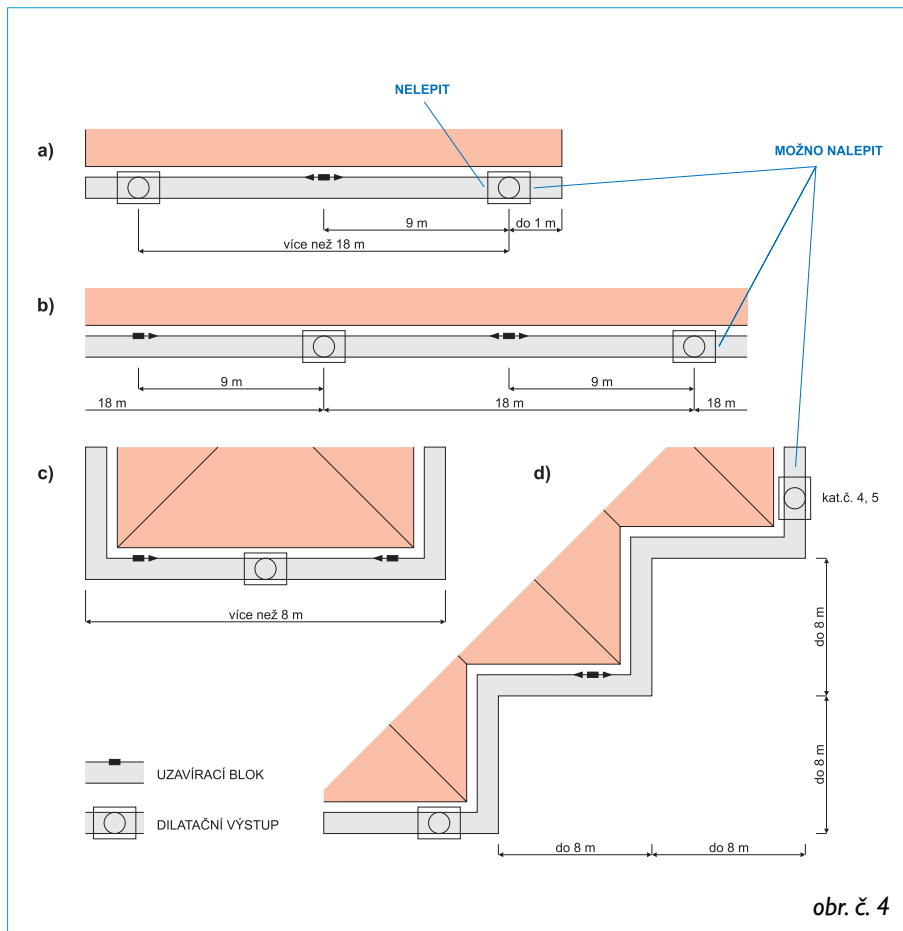 NELEPIT
MOŽNO NALEPIT
a)
9 m
do 1 m
více než 18 m
b)
9 m
9 m
18 m
18 m
18 m
c)
d)
kat.č. 4, 5
více než 8 m
do 8 m
do 8 m
UZAVÍRACÍ BLOK
DILATAČNÍ VÝSTUP
do 8 m
do 8 m
obr. č. 4